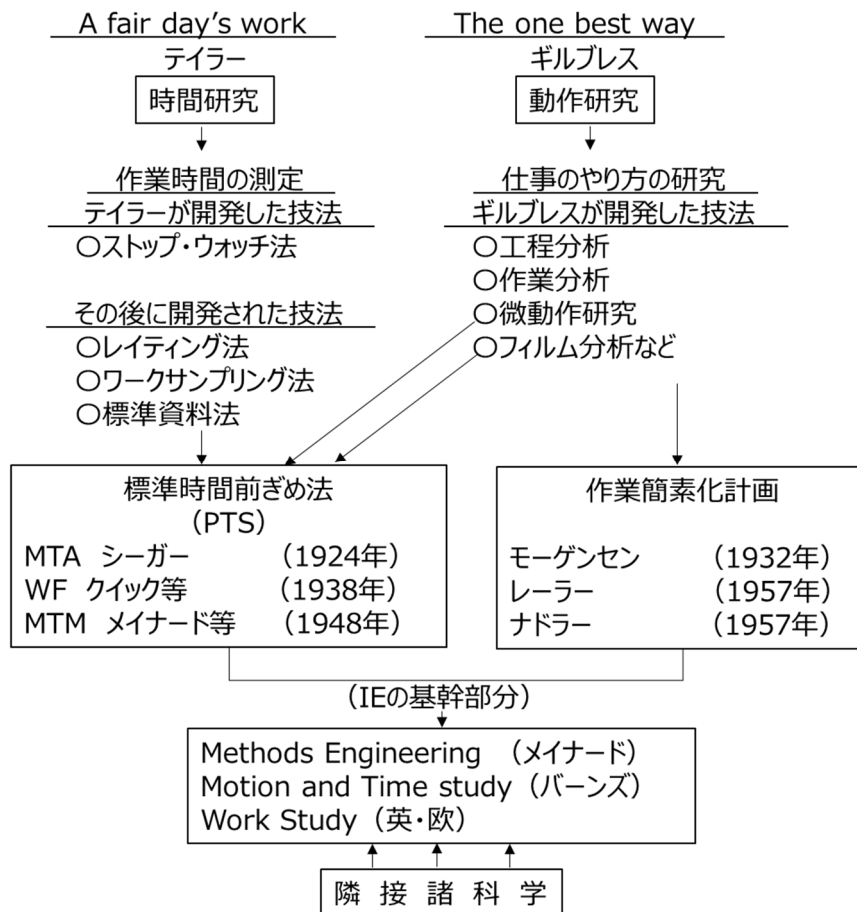 A fair day's work
テイラー
時間研究
作業時間の測定
テイラーが開発した技法
○ストップ・ウォッチ法
その後に開発された技法
○レイティング法
○ワークサンプリング法
○標準資料法
The one best way
ギルブレス
動作研究
仕事のやり方の研究
ギルブレスが開発した技法
○工程分析
○作業分析
○微動作研究
○フィルム分析など
標準時間前ぎめ法
(PTS)
MTA シーガー (1924年)
WF クイック等 (1938年)
MTM メイナード等 (1948年)
作業簡素化計画
モーゲンセン (1932年)
レーラー (1957年)
ナドラー (1957年)
(IEの基幹部分)
Methods Engineering (メイナード)
Motion and Time study (バーンズ)
Work Study (英・欧)
隣 接 諸 科 学